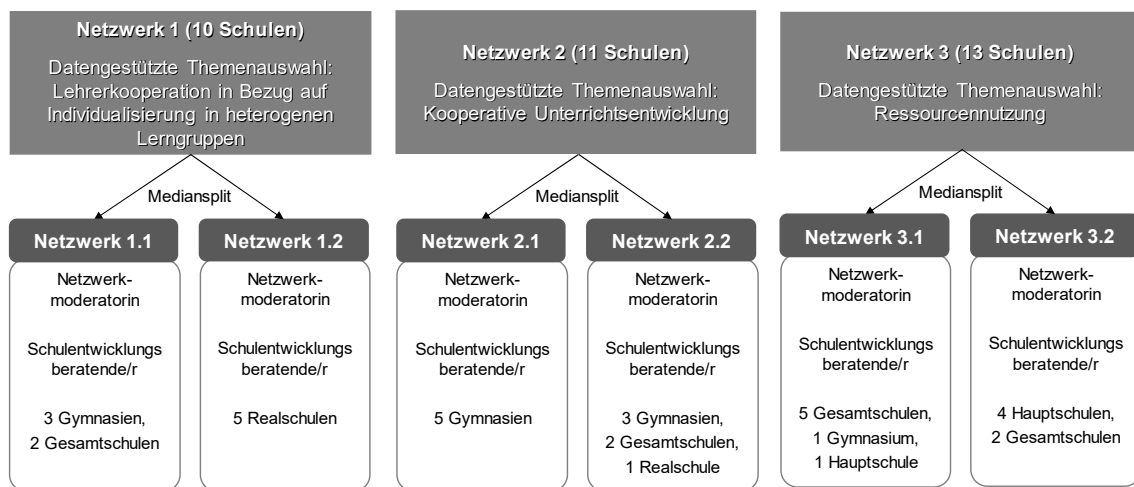 Netzwerk 1 (10 Schulen)
Datengestützte Themenauswahl:
Lehrerkooperation in Bezug auf
Individualisierung in heterogenen
Lerngruppen
Netzwerk 2 (11 Schulen)
Datengestützte Themenauswahl:
Kooperative Unterrichtsentwicklung
Netzwerk 3 (13 Schulen)
Datengestützte Themenauswahl:
Ressourcennutzung
Mediansplit
Mediansplit
Mediansplit
Netzwerk 1.1
Netzwerk-
moderatorin
Schulentwicklungs
beratende/r
3 Gymnasien,
2 Gesamtschulen
Netzwerk 1.2
Netzwerk-
moderatorin
Schulentwicklungs
beratende/r
5 Realschulen
Netzwerk 2.1
Netzwerk-
moderatorin
Schulentwicklungs
beratende/r
5 Gymnasien
Netzwerk 2.2
Netzwerk-
moderatorin
Schulentwicklungs
beratende/r
3 Gymnasien,
2 Gesamtschulen,
1 Realschule
Netzwerk 3.1
Netzwerk-
moderatorin
Schulentwicklungs
beratende/r
5 Gesamtschulen,
1 Gymnasium,
1 Hauptschule
Netzwerk 3.2
Netzwerk-
moderatorin
Schulentwicklungs
beratende/r
4 Hauptschulen,
2 Gesamtschulen